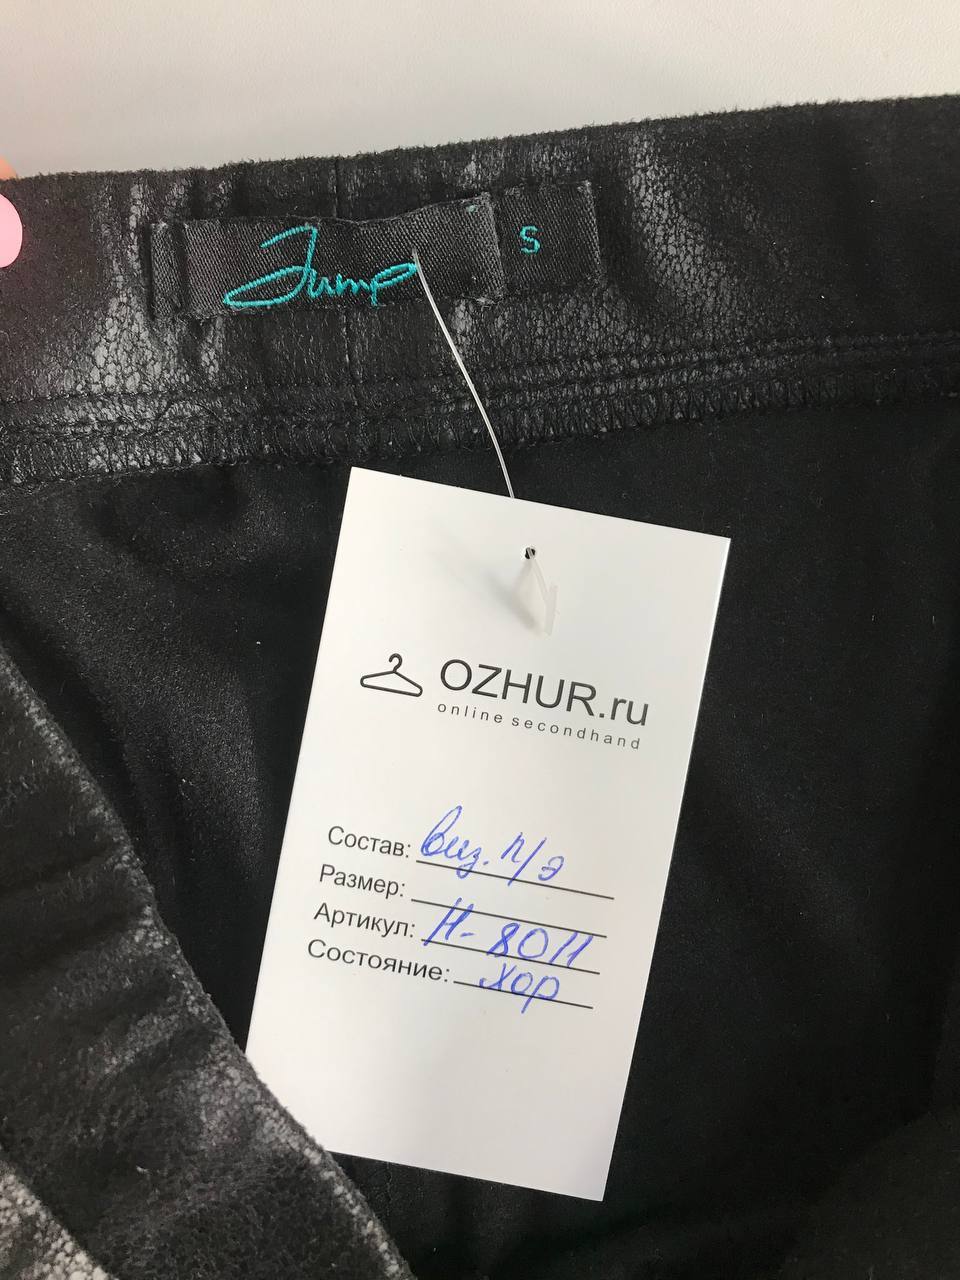 Jump S
OZHUR.ru
online secondhand
Состав: виз. п/э
Размер:
Артикул: Н-8011
Состояние: хор